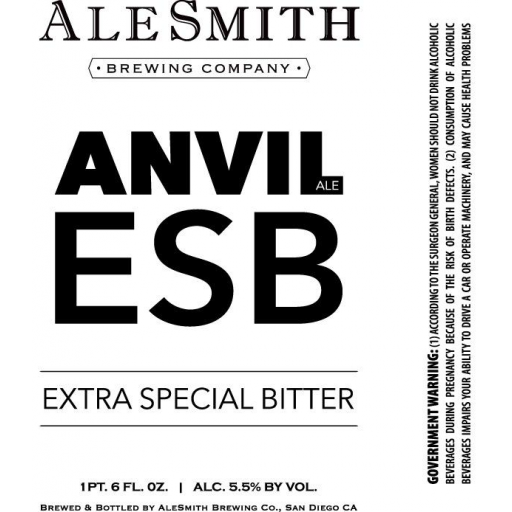 ALESMITH
· BREWING COMPANY ·
ANVIL
ALE
ESB
EXTRA SPECIAL BITTER
1 PT. 6 FL. OZ. | ALC. 5.5% BY VOL.
BREWED & BOTTLED BY ALESMITH BREWING CO., SAN DIEGO CA
GOVERNMENT WARNING: (1) ACCORDING TO THE SURGEON GENERAL, WOMEN SHOULD NOT DRINK ALCOHOLIC
BEVERAGES DURING PREGNANCY BECAUSE OF THE RISK OF BIRTH DEFECTS. (2) CONSUMPTION OF ALCOHOLIC
BEVERAGES IMPAIRS YOUR ABILITY TO DRIVE A CAR OR OPERATE MACHINERY, AND MAY CAUSE HEALTH PROBLEMS